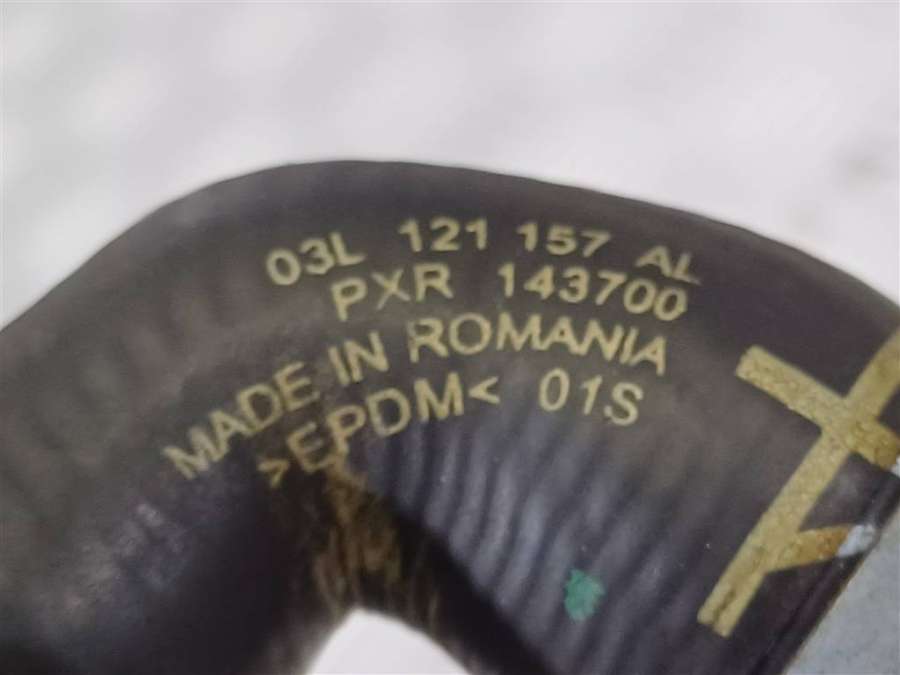 03L 121 157 AL
PXR 143700
MADE IN ROMANIA
>EPDM< 01S